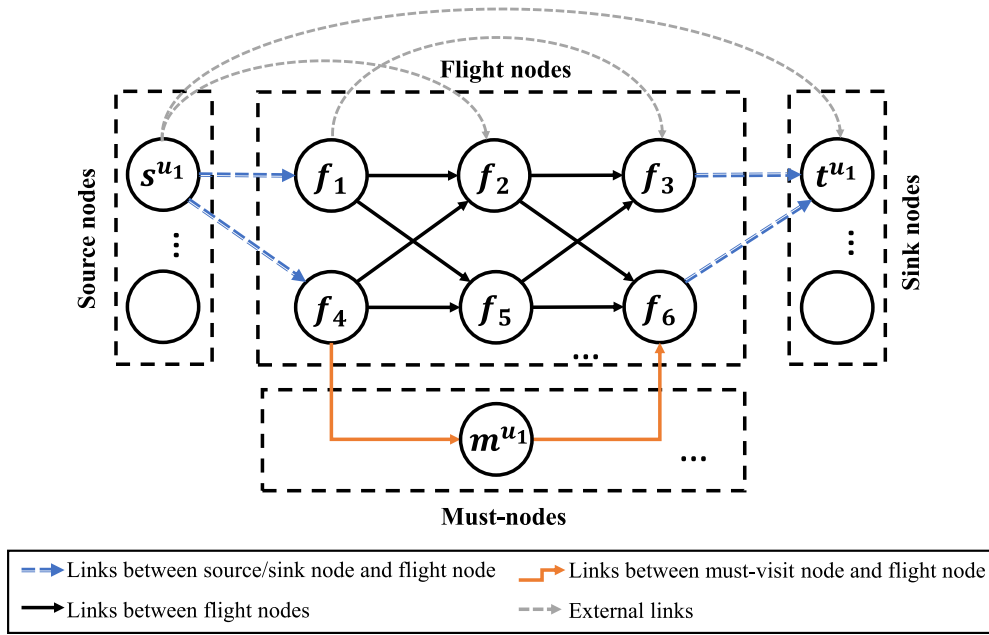 Flight nodes
Source nodes
s^{u_1}
f_1
f_2
f_3
t^{u_1}
...
...
Sink nodes
f_4
f_5
f_6
...
m^{u_1}
...
Must-nodes
Links between source/sink node and flight node
Links between must-visit node and flight node
Links between flight nodes
External links